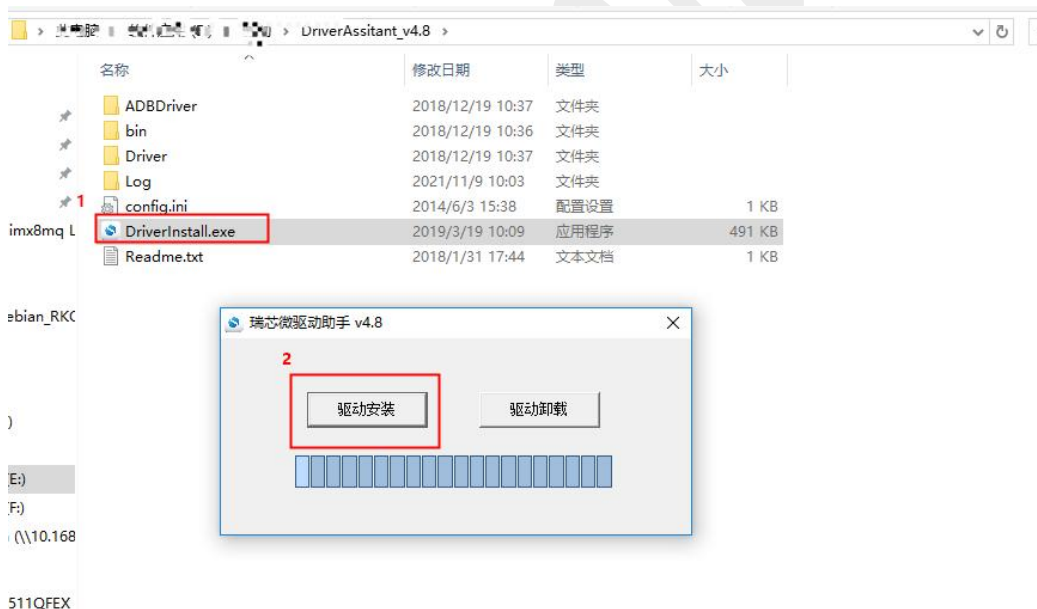 DriverAssitant_v4.8
名称 修改日期 类型 大小
ADBDriver 2018/12/19 10:37 文件夹
bin 2018/12/19 10:36 文件夹
Driver 2018/12/19 10:37 文件夹
Log 2021/11/9 10:03 文件夹
1 config.ini 2014/6/3 15:38 配置设置 1 KB
imx8mq L DriverInstall.exe 2019/3/19 10:09 应用程序 491 KB
Readme.txt 2018/1/31 17:44 文本文档 1 KB
ebian_RK
瑞芯微驱动助手 v4.8
2
驱动安装 驱动卸载
)
(E:)
(F:)
(\\10.168
511QFEX